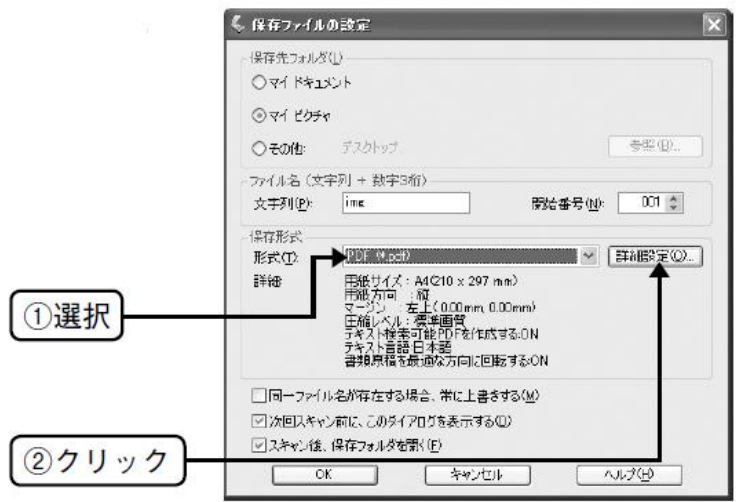 保存ファイルの設定
保存先フォルダ(L)
マイ ドキュメント
マイ ピクチャ
その他: デスクトップ 参照(B)...
ファイル名 (文字列 + 数字3桁)
文字列(P): img 開始番号(N): 001
保存形式
形式(T): PDF (*.pdf) 詳細設定(O)...
詳細 用紙サイズ : A4(210 x 297 mm)
用紙方向 : 縦
マージン : 左上( 0.00mm, 0.00mm)
圧縮レベル : 標準画質
テキスト検索可能PDFを作成する:ON
テキスト言語:日本語
書類原稿を最適な方向に回転する:ON
①選択
同一ファイル名が存在する場合、常に上書きする(M)
次回スキャン前に、このダイアログを表示する(D)
スキャン後、保存フォルダを開く(F)
②クリック
OK キャンセル ヘルプ(H)